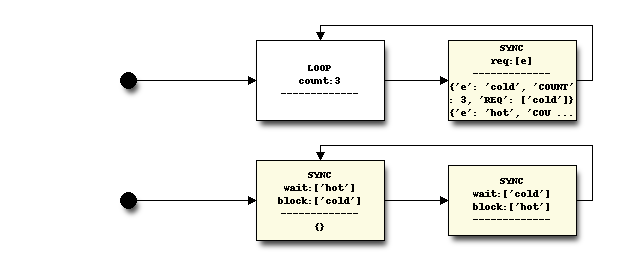 LOOP
count:3
-------------
SYNC
req:[e]
-------------
{'e': 'cold', 'COUNT'
: 3, 'REQ': ['cold']}
{'e': 'hot', 'COU ...
SYNC
wait:['hot']
block:['cold']
-------------
{}
SYNC
wait:['cold']
block:['hot']
-------------